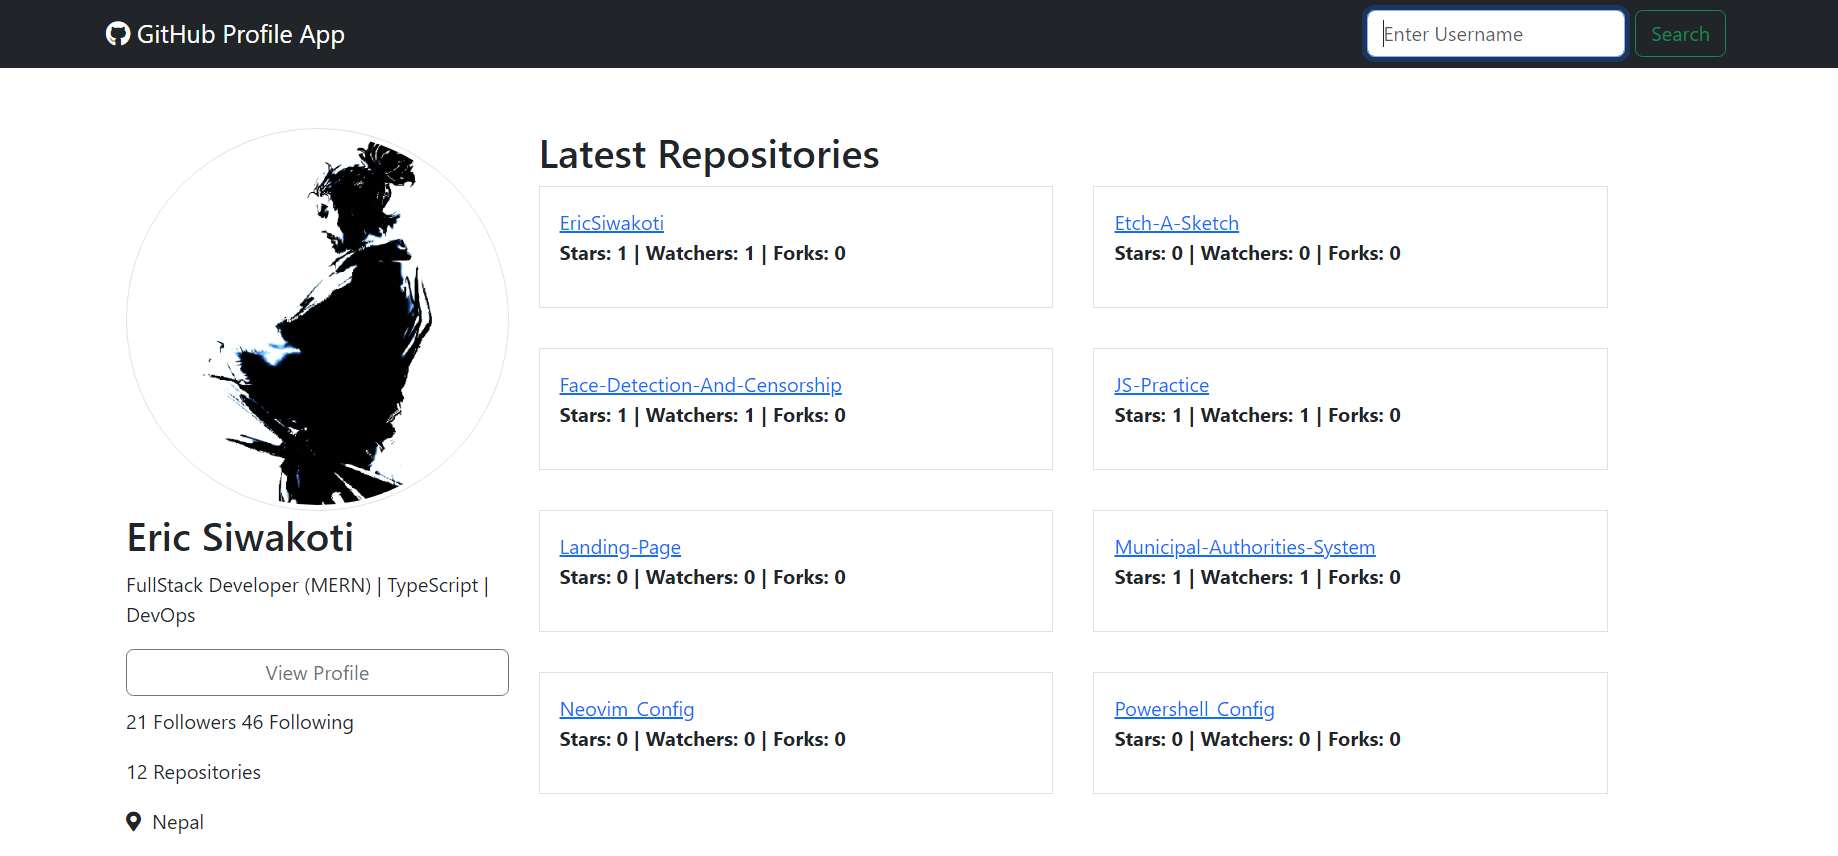 GitHub Profile App
Enter Username
Search
Eric Siwakoti
FullStack Developer (MERN) | TypeScript |
DevOps
View Profile
21 Followers 46 Following
12 Repositories
Nepal
Latest Repositories
EricSiwakoti
Stars: 1 | Watchers: 1 | Forks: 0
Etch-A-Sketch
Stars: 0 | Watchers: 0 | Forks: 0
Face-Detection-And-Censorship
Stars: 1 | Watchers: 1 | Forks: 0
JS-Practice
Stars: 1 | Watchers: 1 | Forks: 0
Landing-Page
Stars: 0 | Watchers: 0 | Forks: 0
Municipal-Authorities-System
Stars: 1 | Watchers: 1 | Forks: 0
Neovim_Config
Stars: 0 | Watchers: 0 | Forks: 0
Powershell_Config
Stars: 0 | Watchers: 0 | Forks: 0